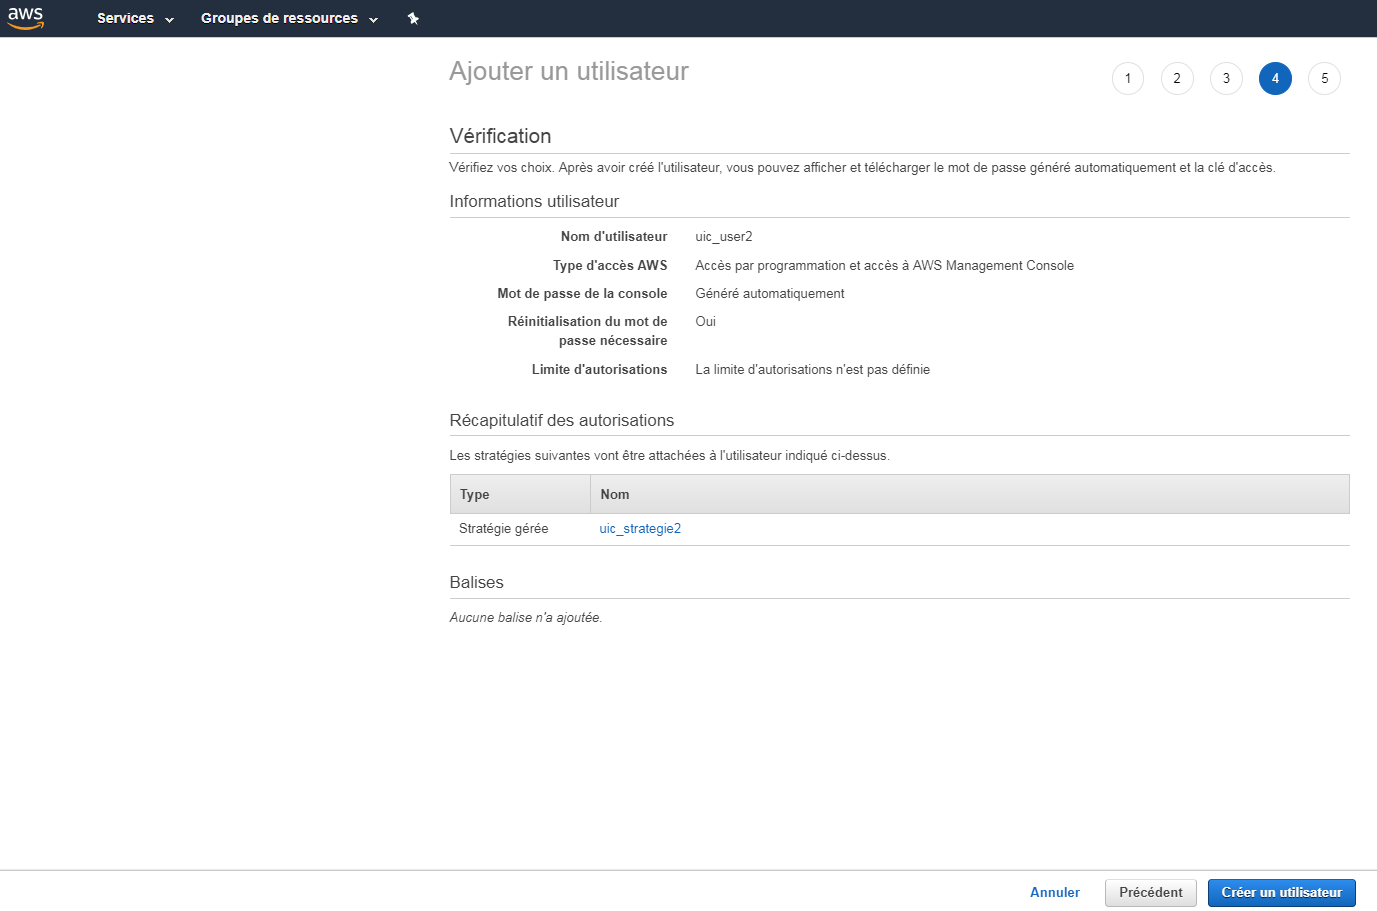 aws Services Groupes de ressources
Ajouter un utilisateur
1 2 3 4 5
Vérification
Vérifiez vos choix. Après avoir créé l'utilisateur, vous pouvez afficher et télécharger le mot de passe généré automatiquement et la clé d'accès.
Informations utilisateur
Nom d'utilisateur uic_user2
Type d'accès AWS Accès par programmation et accès à AWS Management Console
Mot de passe de la console Généré automatiquement
Réinitialisation du mot de Oui
passe nécessaire
Limite d'autorisations La limite d'autorisations n'est pas définie
Récapitulatif des autorisations
Les stratégies suivantes vont être attachées à l'utilisateur indiqué ci-dessus.
Type Nom
Stratégie gérée uic_strategie2
Balises
Aucune balise n'a ajoutée.
Annuler Précédent Créer un utilisateur